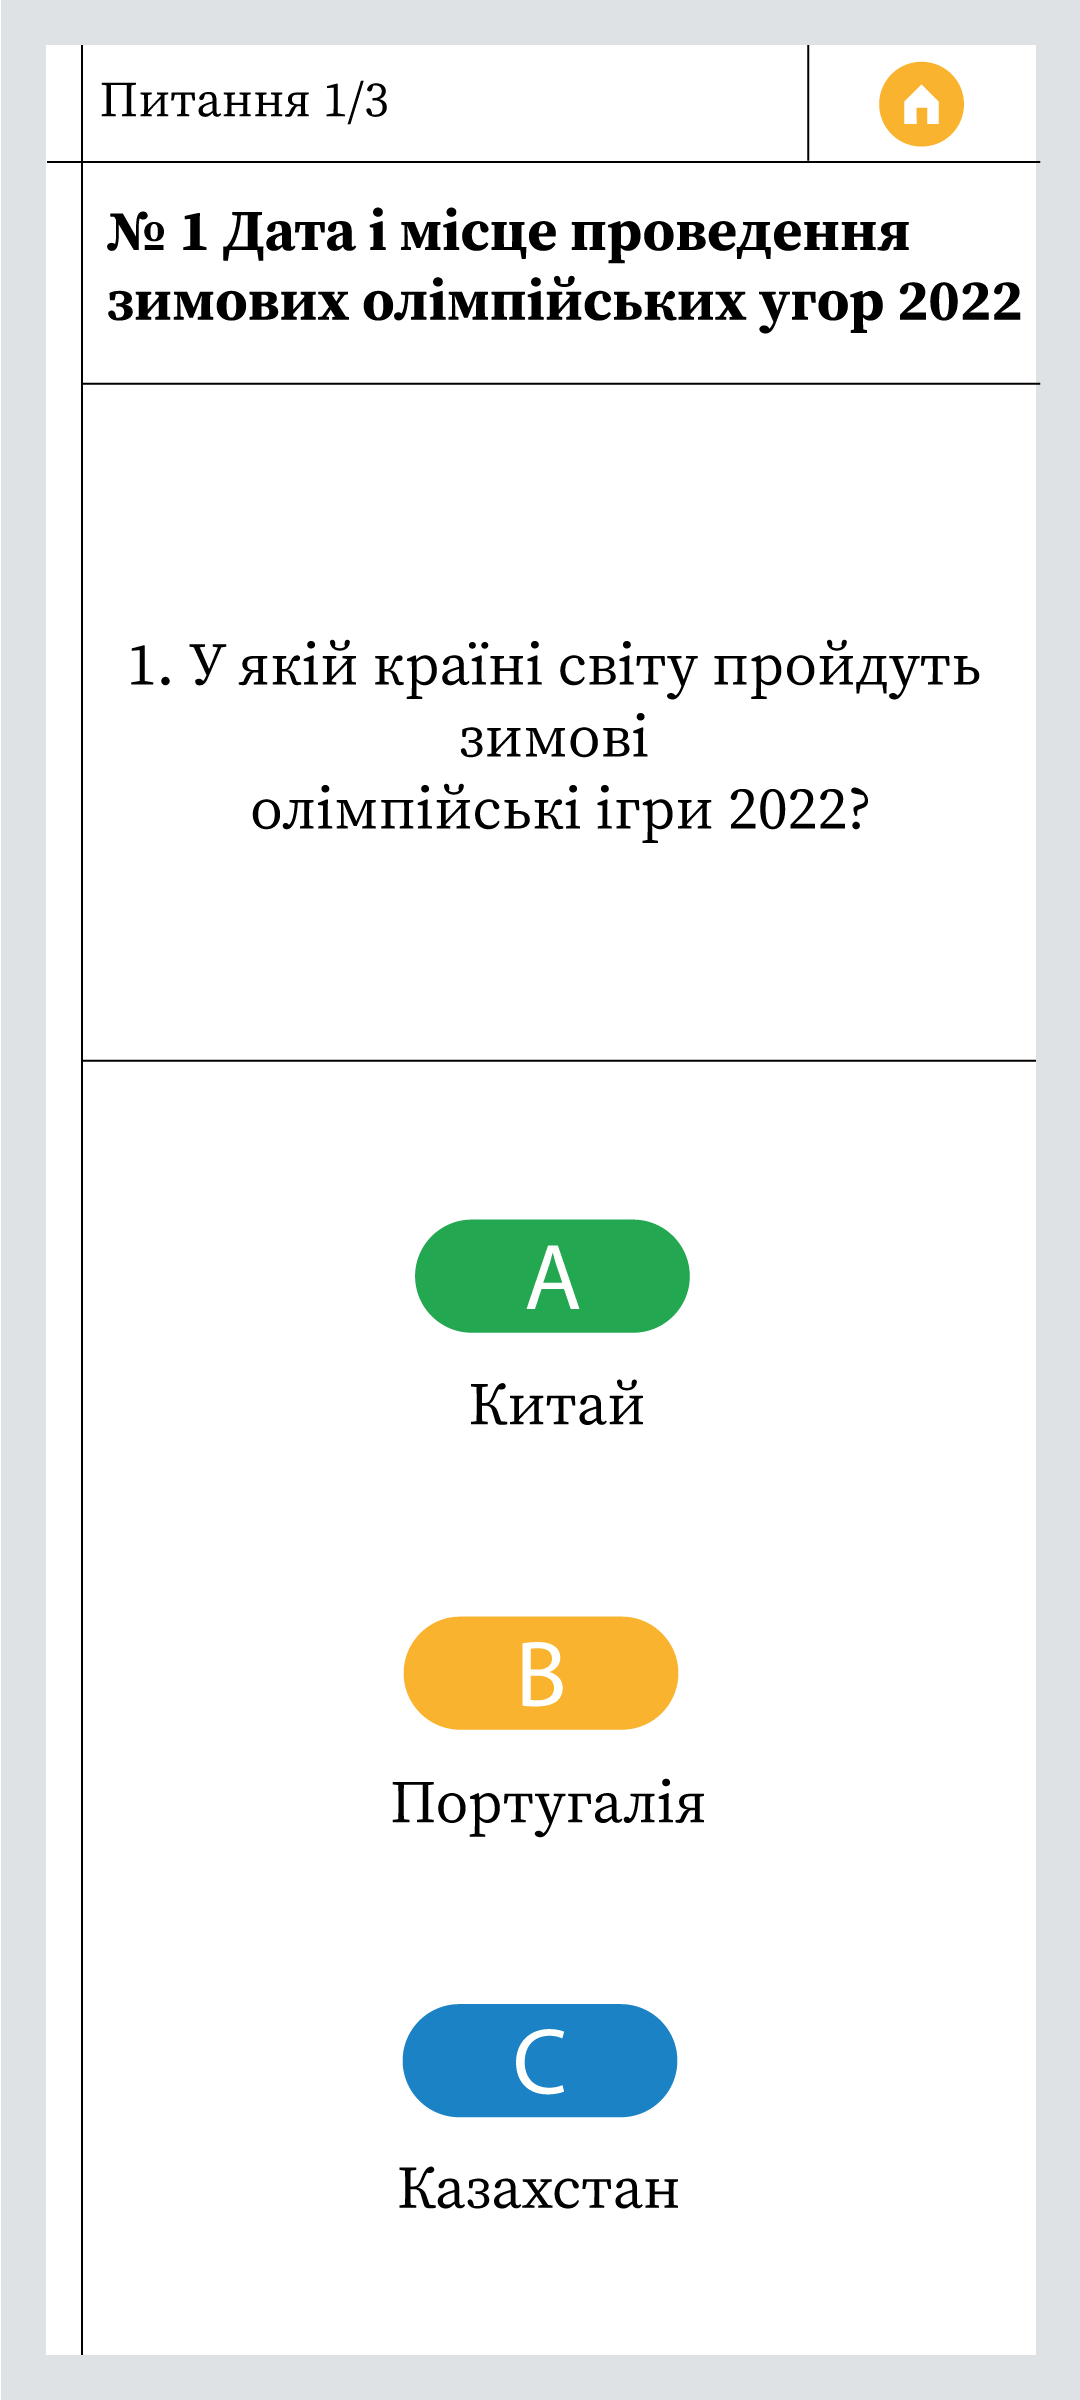 Питання 1/3
№ 1 Дата і місце проведення
зимових олімпійських угор 2022
1. У якій країні світу пройдуть
зимові
олімпійські ігри 2022?
A
Китай
B
Португалія
C
Казахстан